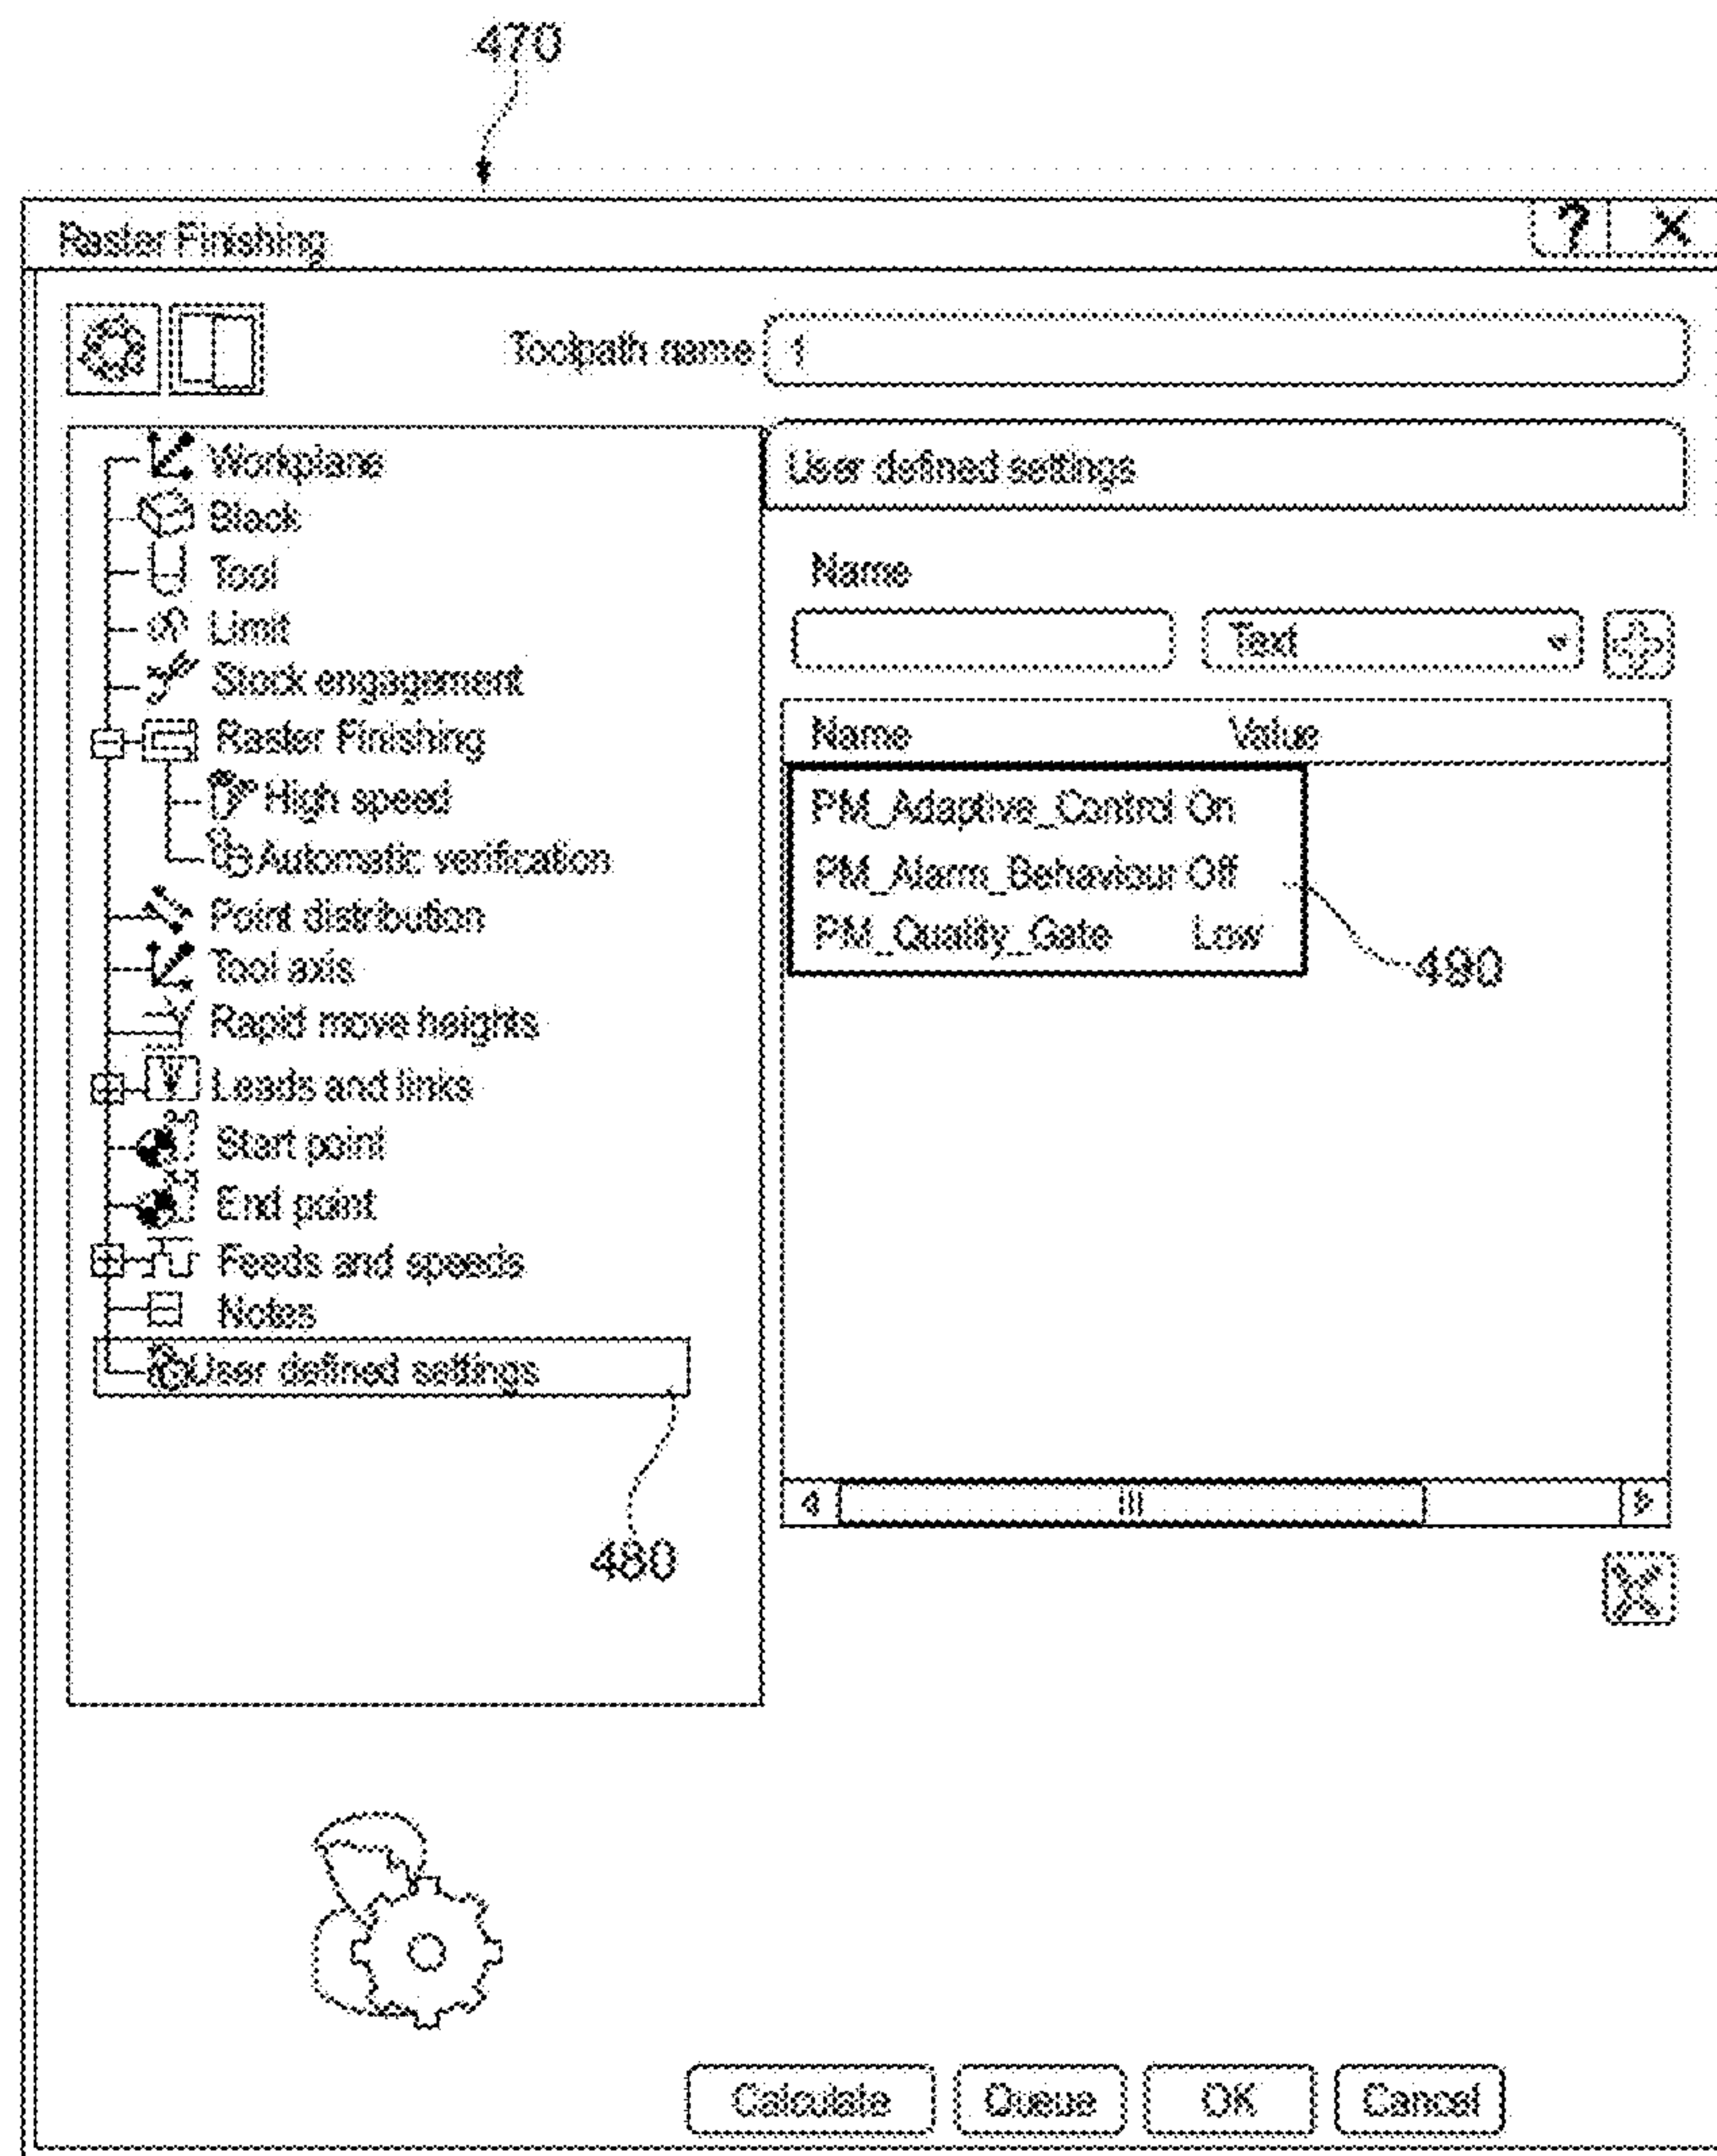 470
Raster Finishing ? ×
Toolpath name 1
Workplane
Black
Tool
Limit
Stock engagement
Raster Finishing
High speed
Automatic verification
Point distribution
Tool axis
Rapid move heights
Leads and links
Start point
End point
Feeds and speeds
Notes
User defined settings
480
User defined settings
Name
Text
Name Value
PM_Adaptive_Control On
PM_Alarm_Behaviour Off
PM_Quality_Gate Low
490
Calculate Queue OK Cancel